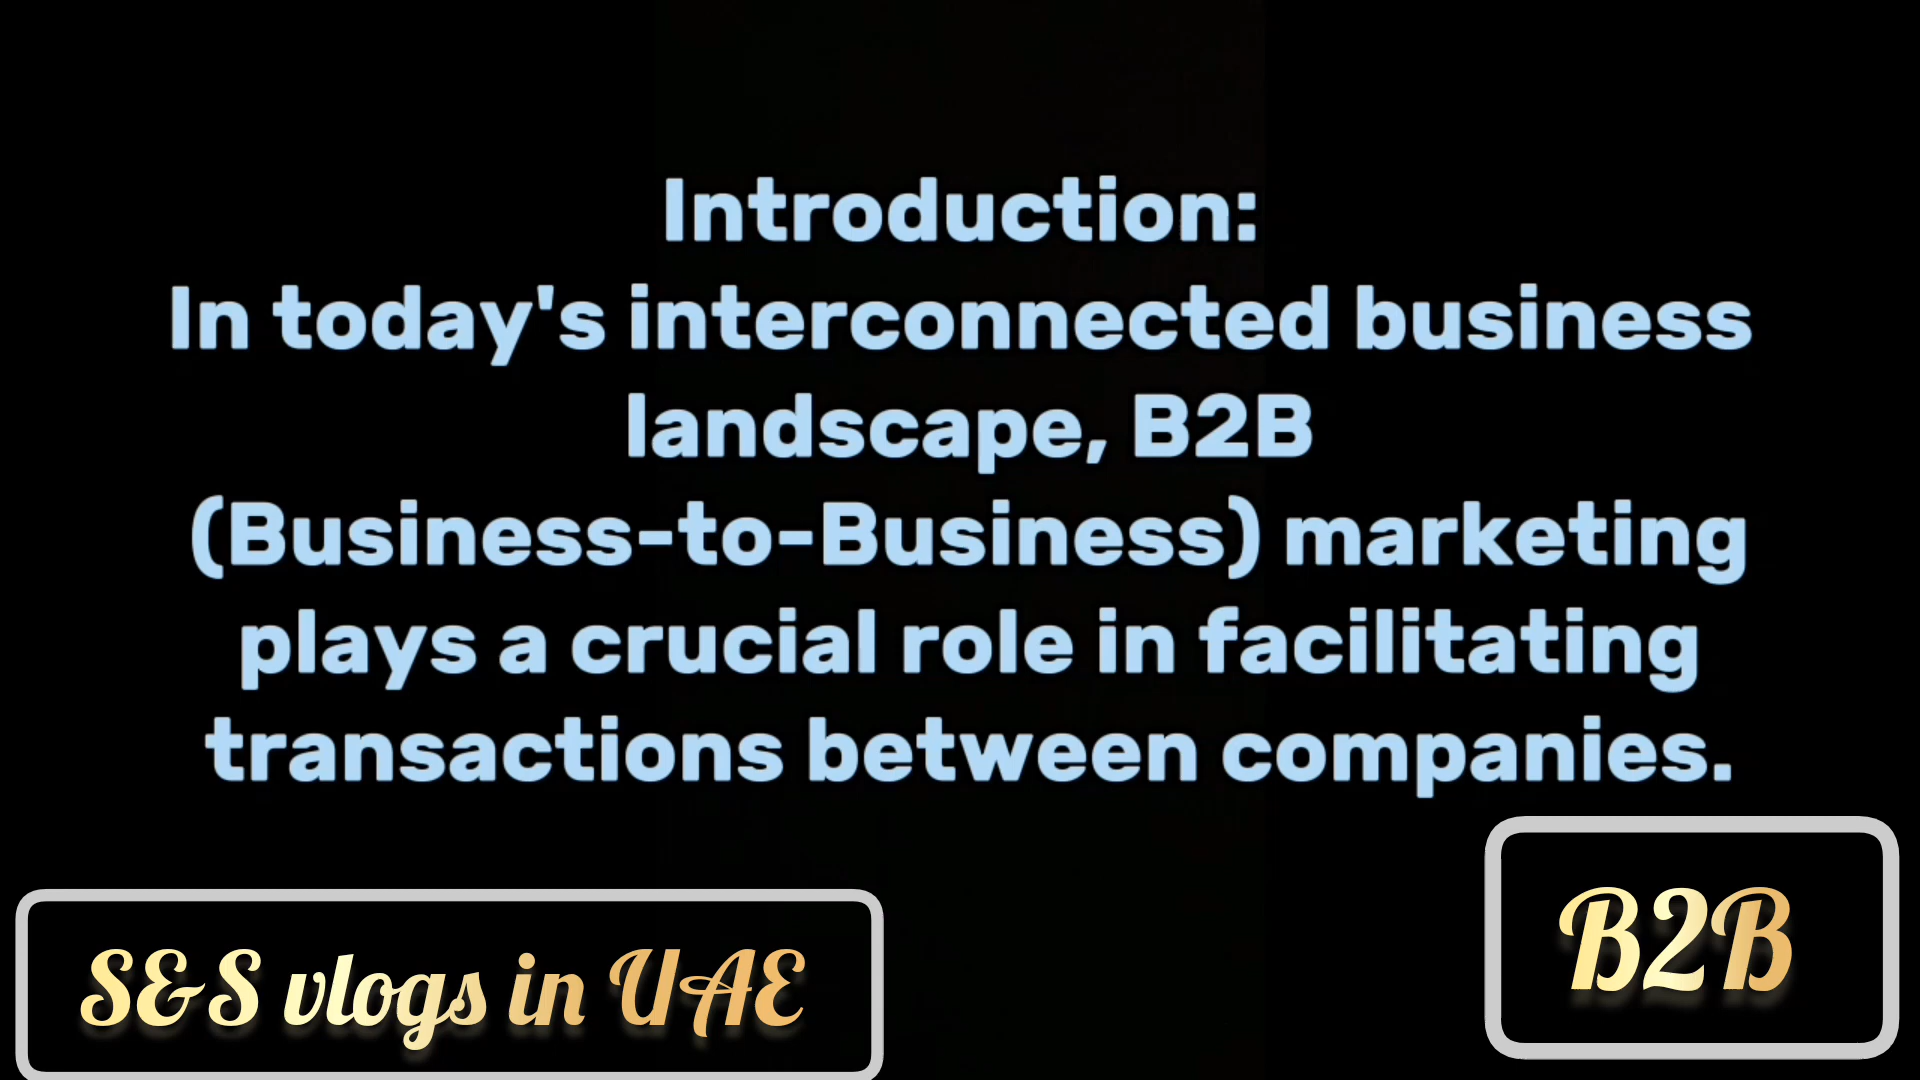 Introduction:
In today's interconnected business
landscape, B2B
(Business-to-Business) marketing
plays a crucial role in facilitating
transactions between companies.
S&S vlogs in UAE
B2B